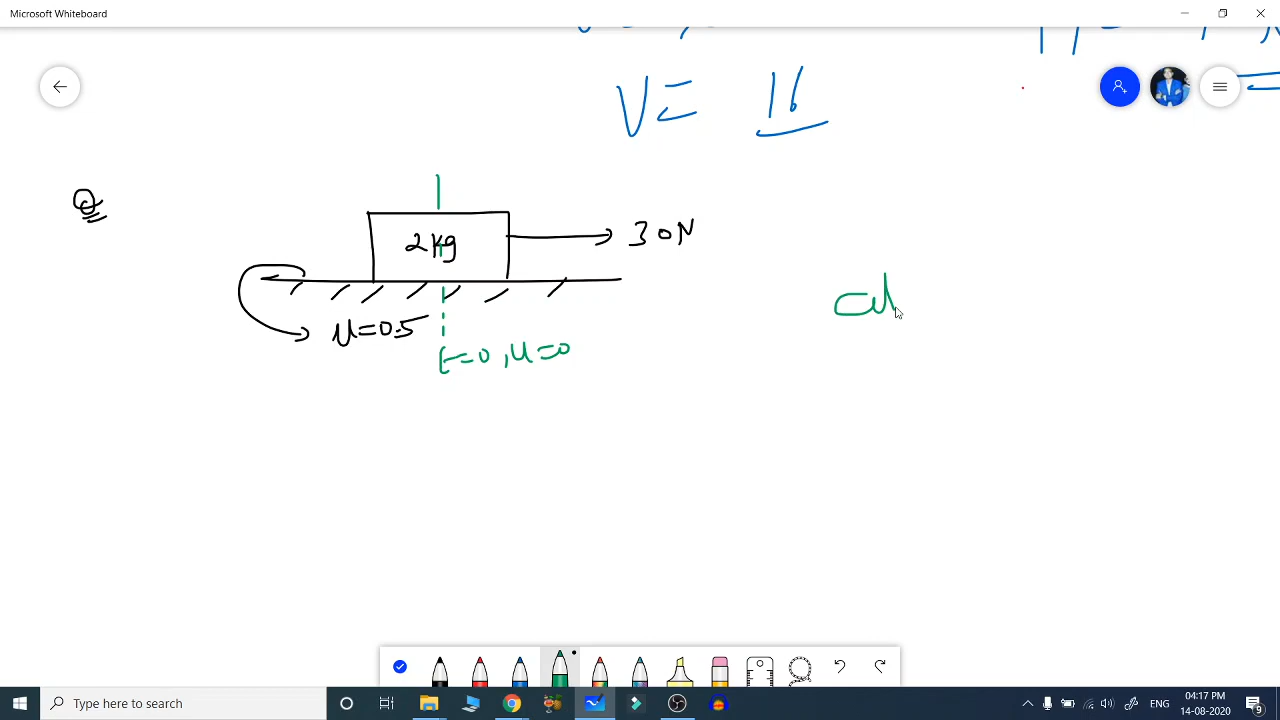 Microsoft Whiteboard
V= 16
Q
2kg
30N
μ=0.5
t=0, u=0
Type here to search
ENG
04:17 PM
14-08-2020
9